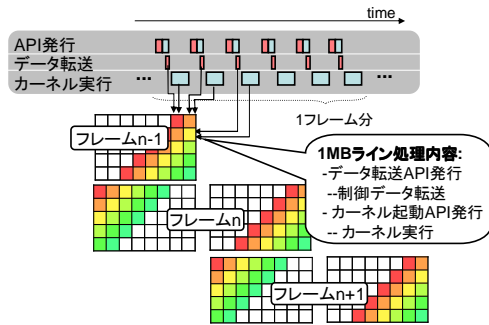 time
API発行
データ転送
カーネル実行
... ...
1フレーム分
フレームn-1
1MBライン処理内容:
-データ転送API発行
--制御データ転送
- カーネル起動API発行
-- カーネル実行
フレームn
フレームn+1